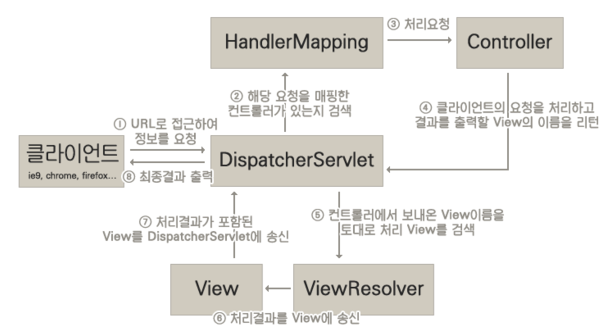 ③ 처리요청
HandlerMapping
Controller
② 해당 요청을 매핑한
컨트롤러가 있는지 검색
④ 클라이언트의 요청을 처리하고
결과를 출력할 View의 이름을 리턴
① URL로 접근하여
정보를 요청
클라이언트
ie9, chrome, firefox...
DispatcherServlet
⑧ 최종결과 출력
⑦ 처리결과가 포함된
View를 DispatcherServlet에 송신
⑤ 컨트롤러에서 보내온 View이름을
토대로 처리 View를 검색
View
ViewResolver
⑥ 처리결과를 View에 송신